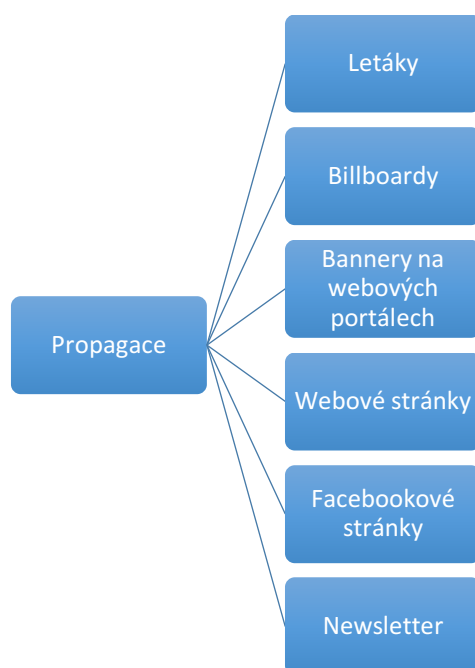 Letáky
Billboardy
Bannery na
webových
portálech
Propagace
Webové stránky
Facebookové
stránky
Newsletter